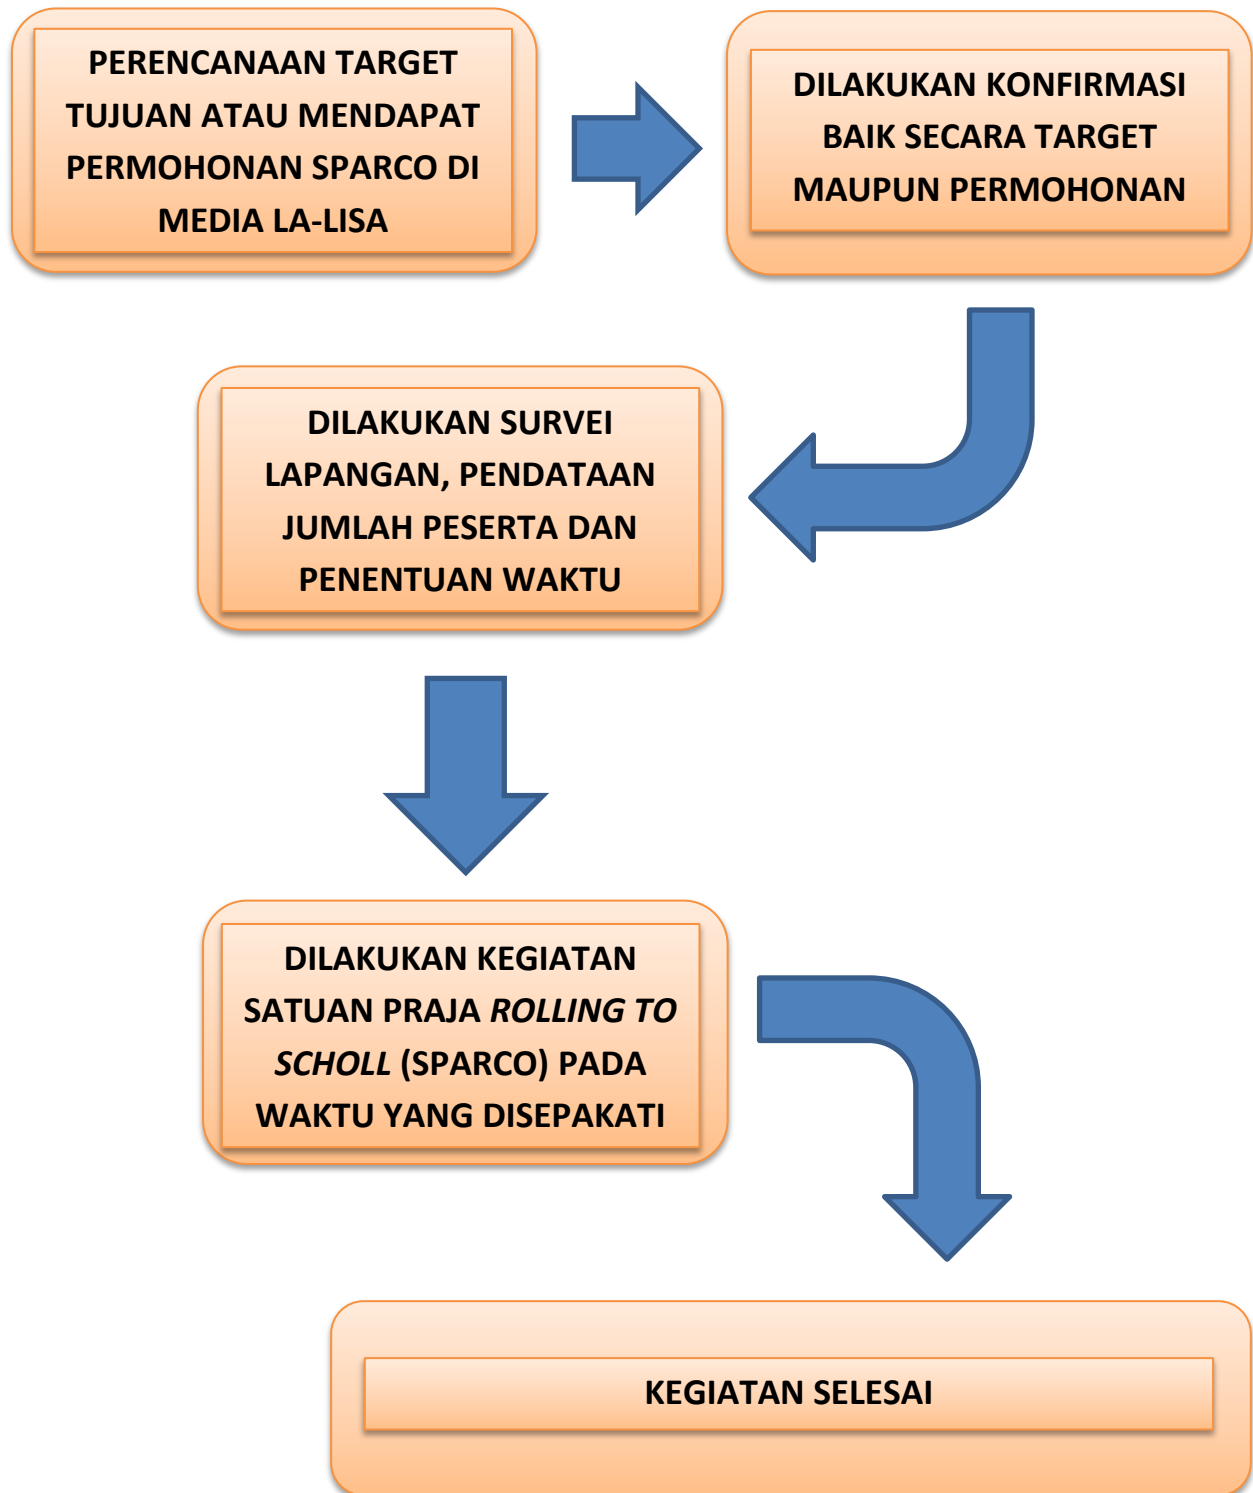 PERENCANAAN TARGET
TUJUAN ATAU MENDAPAT
PERMOHONAN SPARCO DI
MEDIA LA-LISA
DILAKUKAN KONFIRMASI
BAIK SECARA TARGET
MAUPUN PERMOHONAN
DILAKUKAN SURVEI
LAPANGAN, PENDATAAN
JUMLAH PESERTA DAN
PENENTUAN WAKTU
DILAKUKAN KEGIATAN
SATUAN PRAJA ROLLING TO
SCHOLL (SPARCO) PADA
WAKTU YANG DISEPAKATI
KEGIATAN SELESAI